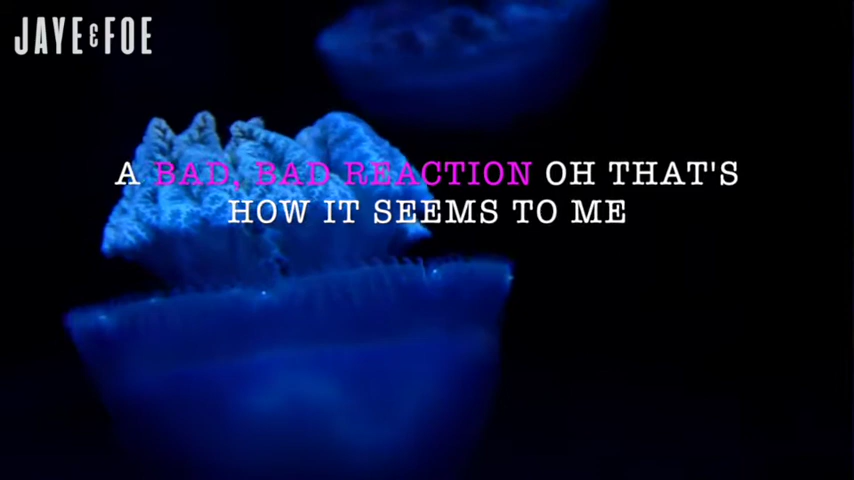 JAYE & FOE
A BAD, BAD REACTION OH THAT'S
HOW IT SEEMS TO ME